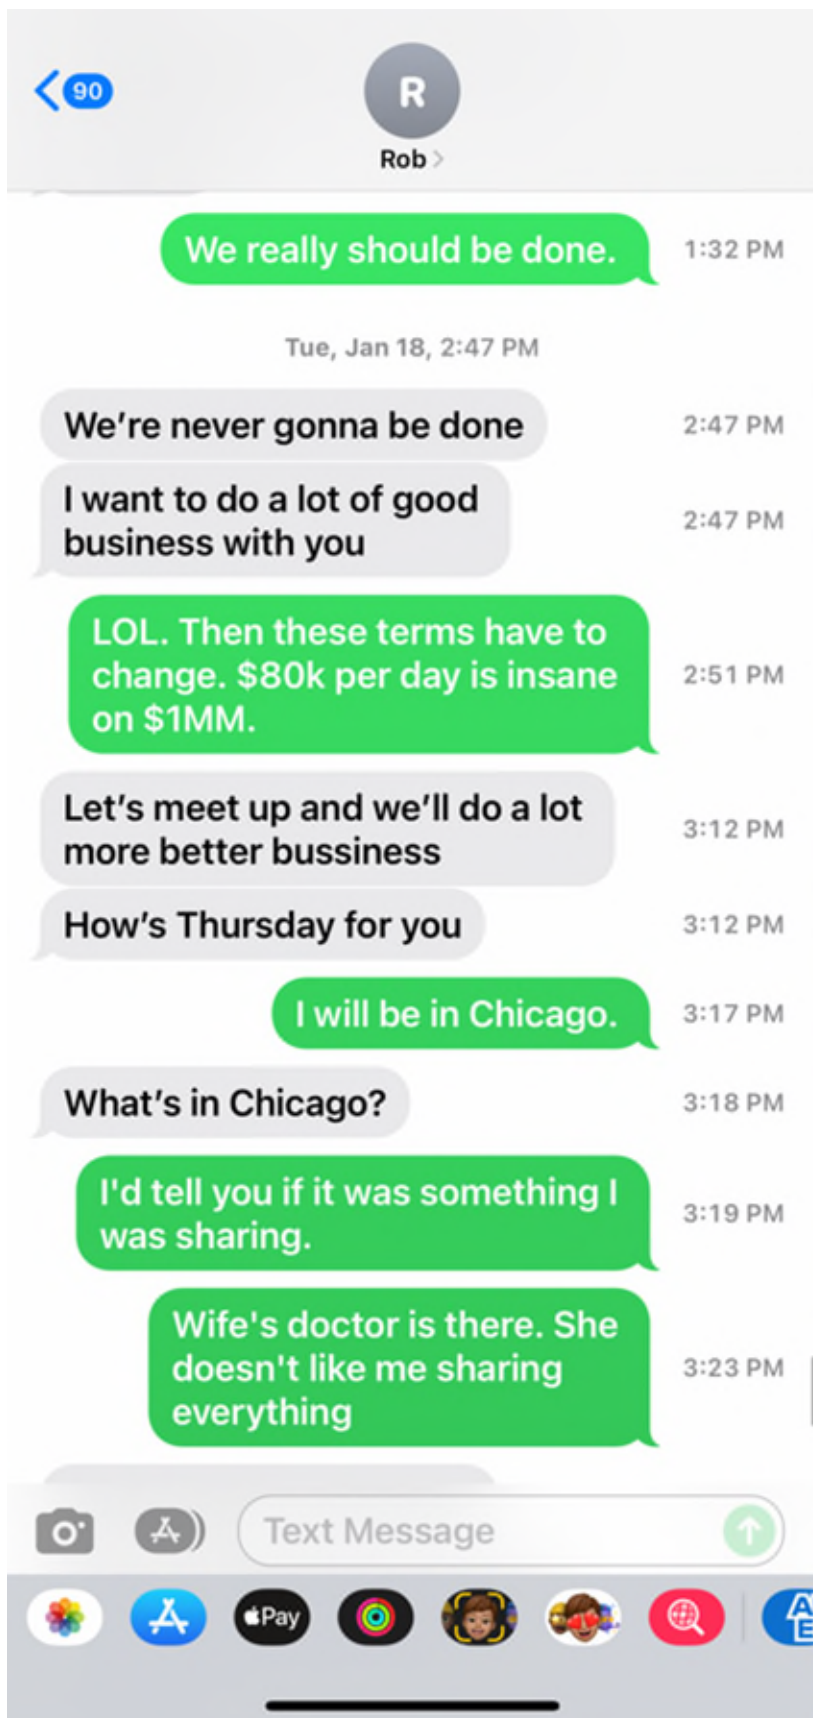 90
R
Rob
We really should be done.
1:32 PM
Tue, Jan 18, 2:47 PM
We're never gonna be done
2:47 PM
I want to do a lot of good
business with you
2:47 PM
LOL. Then these terms have to
change. $80k per day is insane
on $1MM.
2:51 PM
Let's meet up and we'll do a lot
more better bussiness
3:12 PM
How's Thursday for you
3:12 PM
I will be in Chicago.
3:17 PM
What's in Chicago?
3:18 PM
I'd tell you if it was something I
was sharing.
3:19 PM
Wife's doctor is there. She
doesn't like me sharing
everything
3:23 PM
Text Message
Pay